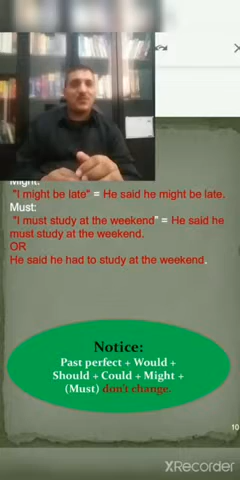 Might:
"I might be late" = He said he might be late.
Must:
"I must study at the weekend" = He said he
must study at the weekend.
OR
He said he had to study at the weekend.
Notice:
Past perfect + Would +
Should + Could + Might +
(Must) don't change.
10
XRecorder